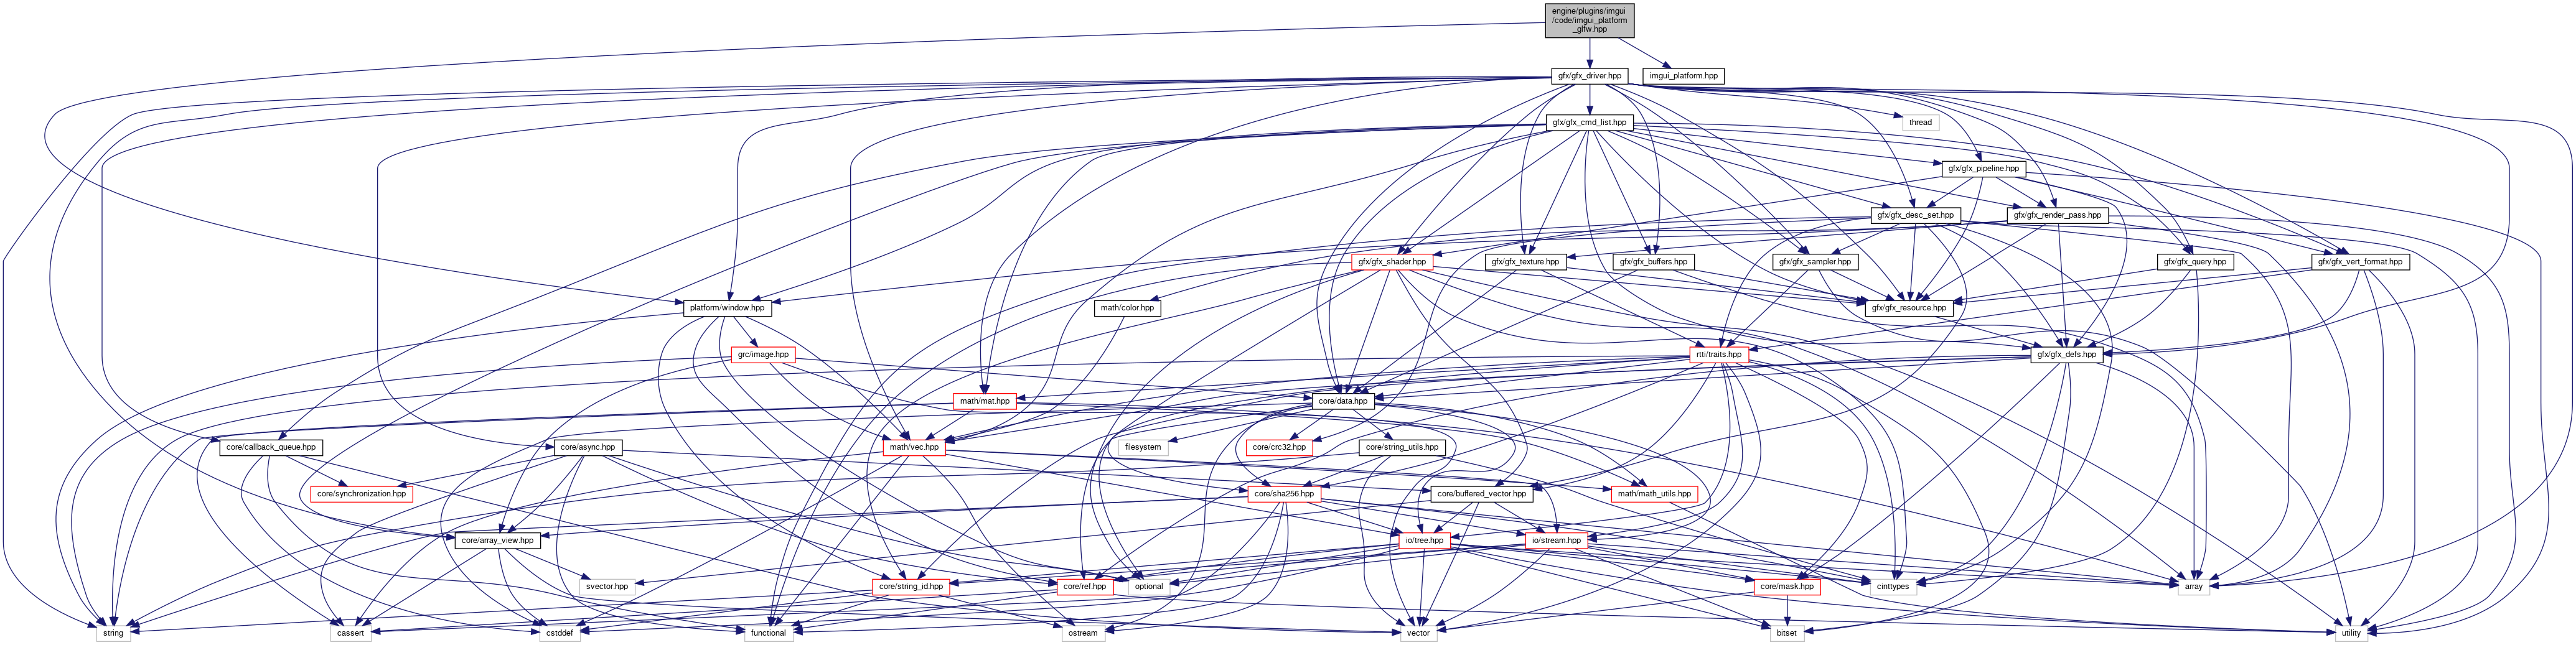 engine/plugins/imgui
/code/imgui_platform
_glfw.hpp
gfx/gfx_driver.hpp
imgui_platform.hpp
gfx/gfx_cmd_list.hpp
thread
gfx/gfx_pipeline.hpp
gfx/gfx_desc_set.hpp
gfx/gfx_render_pass.hpp
gfx/gfx_shader.hpp
gfx/gfx_texture.hpp
gfx/gfx_buffers.hpp
gfx/gfx_sampler.hpp
gfx/gfx_query.hpp
gfx/gfx_vert_format.hpp
platform/window.hpp
math/color.hpp
gfx/gfx_resource.hpp
grc/image.hpp
rtti/traits.hpp
gfx/gfx_defs.hpp
math/mat.hpp
core/data.hpp
core/callback_queue.hpp
core/async.hpp
math/vec.hpp
filesystem
core/crc32.hpp
core/string_utils.hpp
core/synchronization.hpp
core/sha256.hpp
core/buffered_vector.hpp
math/math_utils.hpp
core/array_view.hpp
io/tree.hpp
io/stream.hpp
svector.hpp
core/string_id.hpp
core/ref.hpp
optional
core/mask.hpp
cinttypes
array
string
cassert
cstddef
functional
ostream
vector
bitset
utility